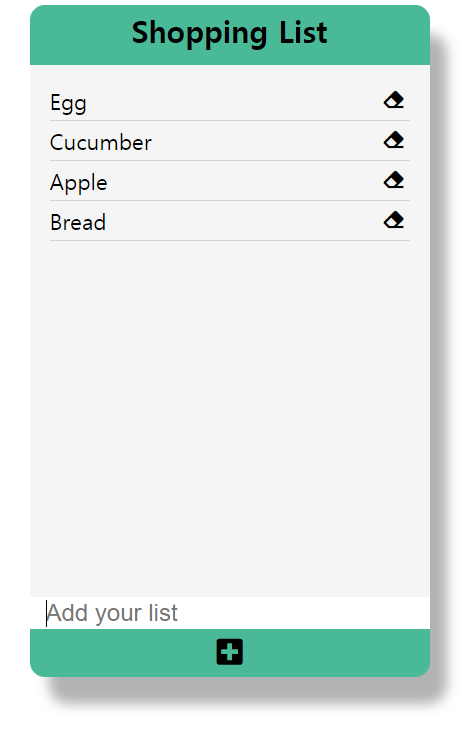 Shopping List
Egg
Cucumber
Apple
Bread
Add your list